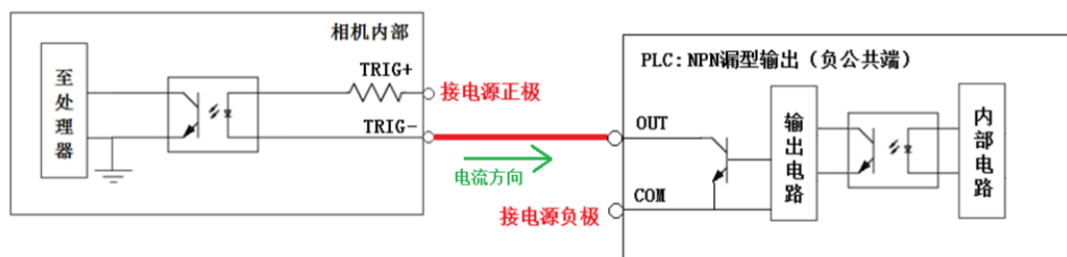 相机内部
至处理器
TRIG+
接电源正极
TRIG-
电流方向
PLC:NPN漏型输出（负公共端）
OUT
COM
接电源负极
输出电路
内部电路